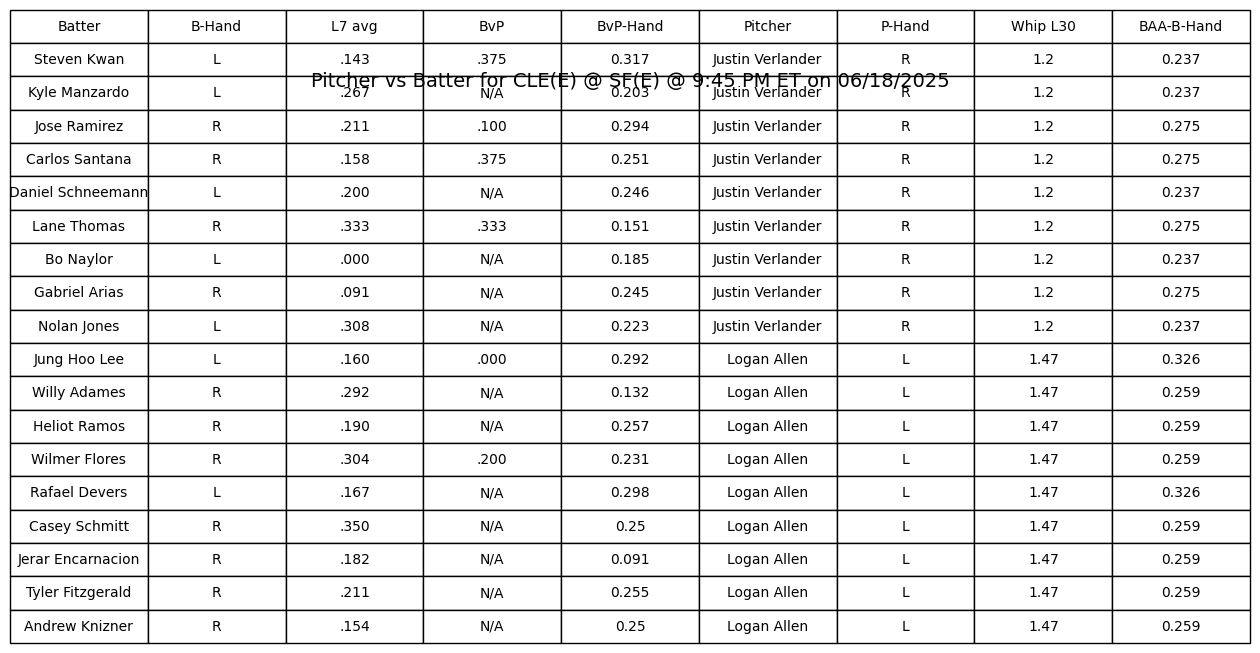 Batter B-Hand L7 avg BvP BvP-Hand Pitcher P-Hand Whip L30 BAA-B-Hand
Steven Kwan L .143 .375 0.317 Justin Verlander R 1.2 0.237
Pitcher vs Batter for CLE(E) @ SF(E) @ 9:45 PM ET on 06/18/2025
Kyle Manzardo L .267 N/A 0.203 Justin Verlander R 1.2 0.237
Jose Ramirez R .211 .100 0.294 Justin Verlander R 1.2 0.275
Carlos Santana R .158 .375 0.251 Justin Verlander R 1.2 0.275
Daniel Schneemann L .200 N/A 0.246 Justin Verlander R 1.2 0.237
Lane Thomas R .333 .333 0.151 Justin Verlander R 1.2 0.275
Bo Naylor L .000 N/A 0.185 Justin Verlander R 1.2 0.237
Gabriel Arias R .091 N/A 0.245 Justin Verlander R 1.2 0.275
Nolan Jones L .308 N/A 0.223 Justin Verlander R 1.2 0.237
Jung Hoo Lee L .160 .000 0.292 Logan Allen L 1.47 0.326
Willy Adames R .292 N/A 0.132 Logan Allen L 1.47 0.259
Heliot Ramos R .190 N/A 0.257 Logan Allen L 1.47 0.259
Wilmer Flores R .304 .200 0.231 Logan Allen L 1.47 0.259
Rafael Devers L .167 N/A 0.298 Logan Allen L 1.47 0.326
Casey Schmitt R .350 N/A 0.25 Logan Allen L 1.47 0.259
Jerar Encarnacion R .182 N/A 0.091 Logan Allen L 1.47 0.259
Tyler Fitzgerald R .211 N/A 0.255 Logan Allen L 1.47 0.259
Andrew Knizner R .154 N/A 0.25 Logan Allen L 1.47 0.259